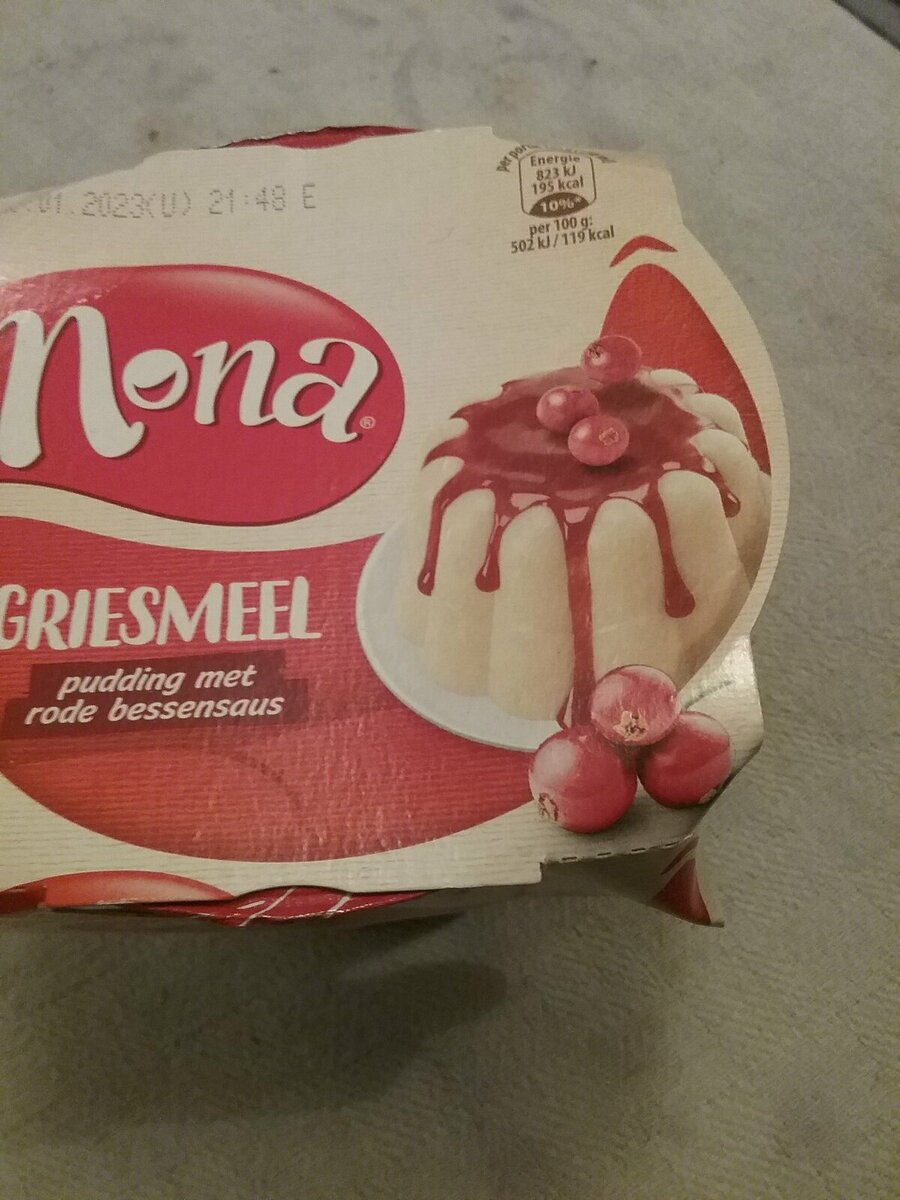 .01.2023(U) 21:48 E
per
Energie
823 kJ
195 kcal
10%*
per 100 g:
502 kJ / 119 kcal
Mona®
GRIESMEEL
pudding met
rode bessensaus